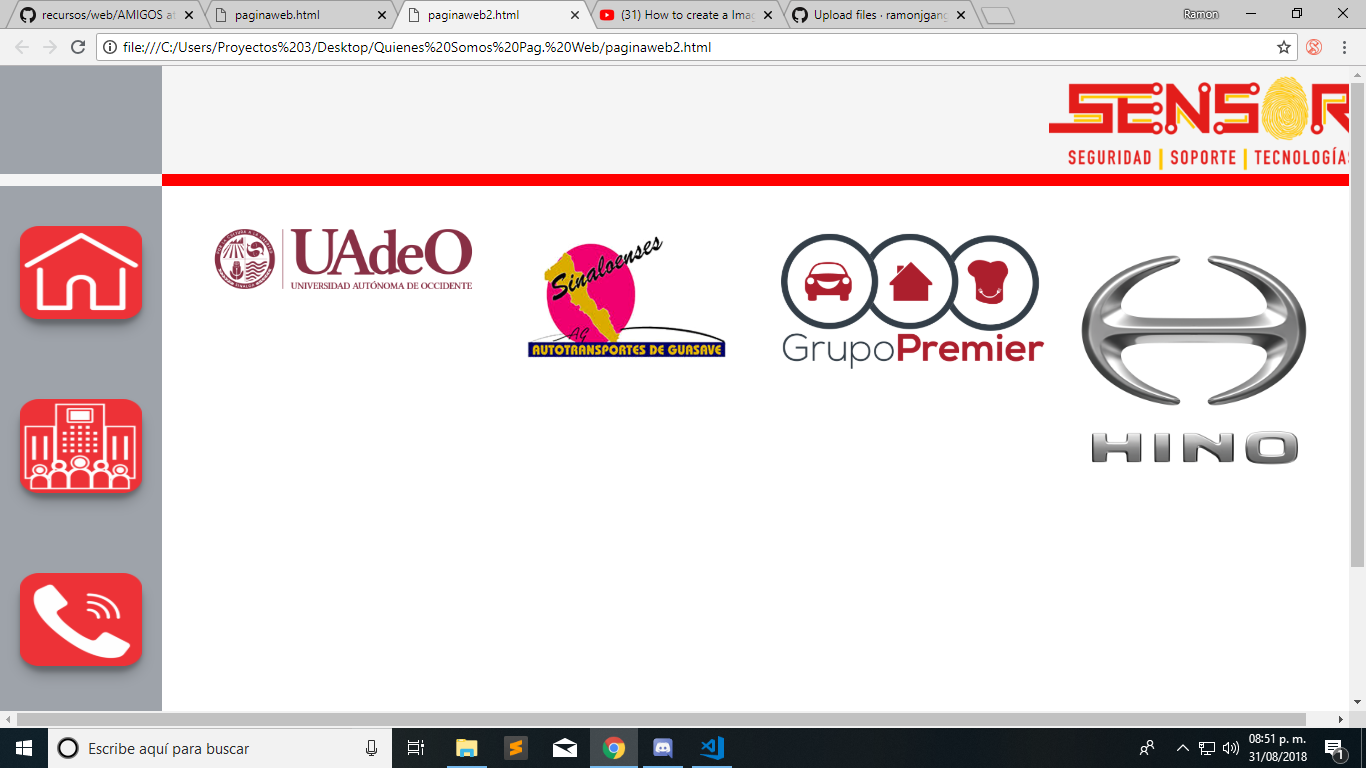 recursos/web/AMIGOS at
paginaweb.html
paginaweb2.html
(31) How to create a Imag
Upload files · ramonjgang
Ramon
file:///C:/Users/Proyectos%203/Desktop/Quienes%20Somos%20Pag.%20Web/paginaweb2.html
SENSOR
SEGURIDAD | SOPORTE | TECNOLOGÍAS
UAdeO
UNIVERSIDAD AUTÓNOMA DE OCCIDENTE
Sinaloenses
AG
AUTOTRANSPORTES DE GUASAVE
GrupoPremier
HINO
Escribe aquí para buscar
08:51 p. m.
31/08/2018
1